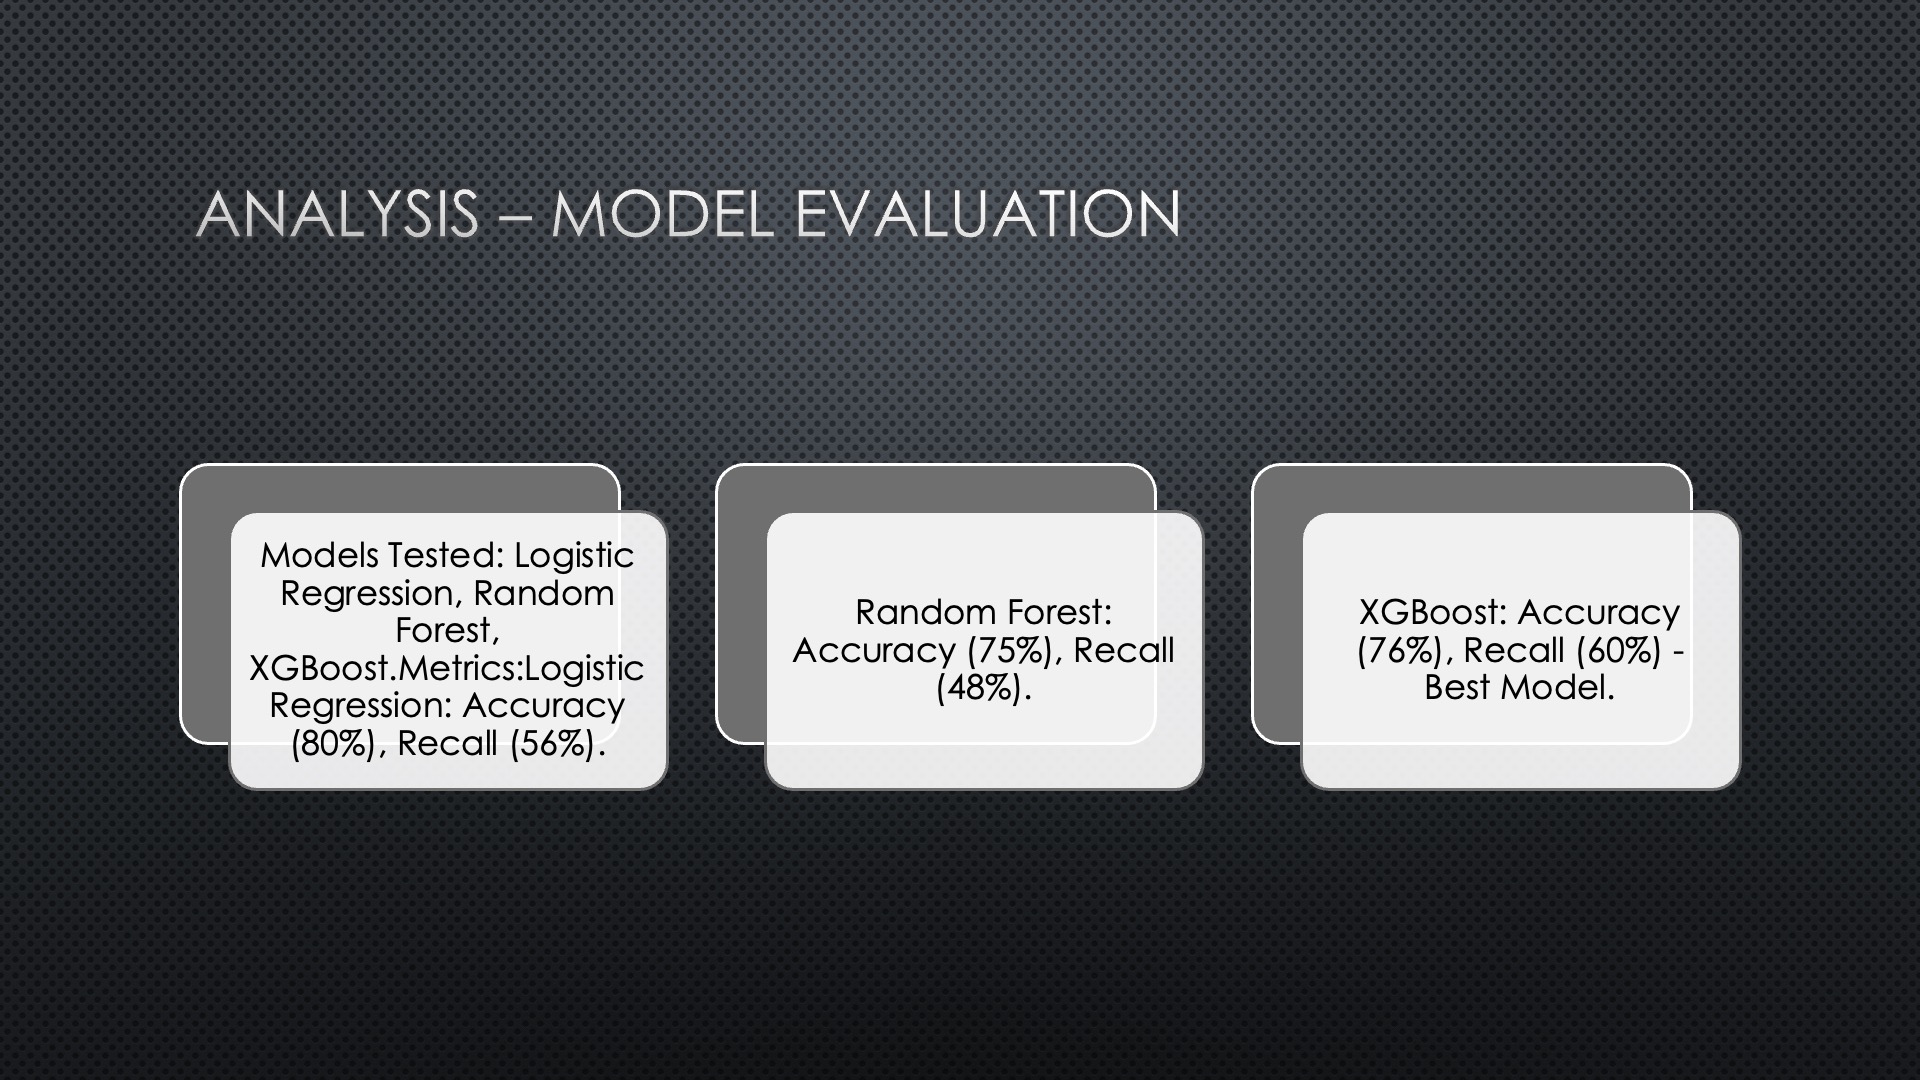 ANALYSIS – MODEL EVALUATION
Models Tested: Logistic
Regression, Random
Forest,
XGBoost.Metrics:Logistic
Regression: Accuracy
(80%), Recall (56%).
Random Forest:
Accuracy (75%), Recall
(48%).
XGBoost: Accuracy
(76%), Recall (60%) -
Best Model.